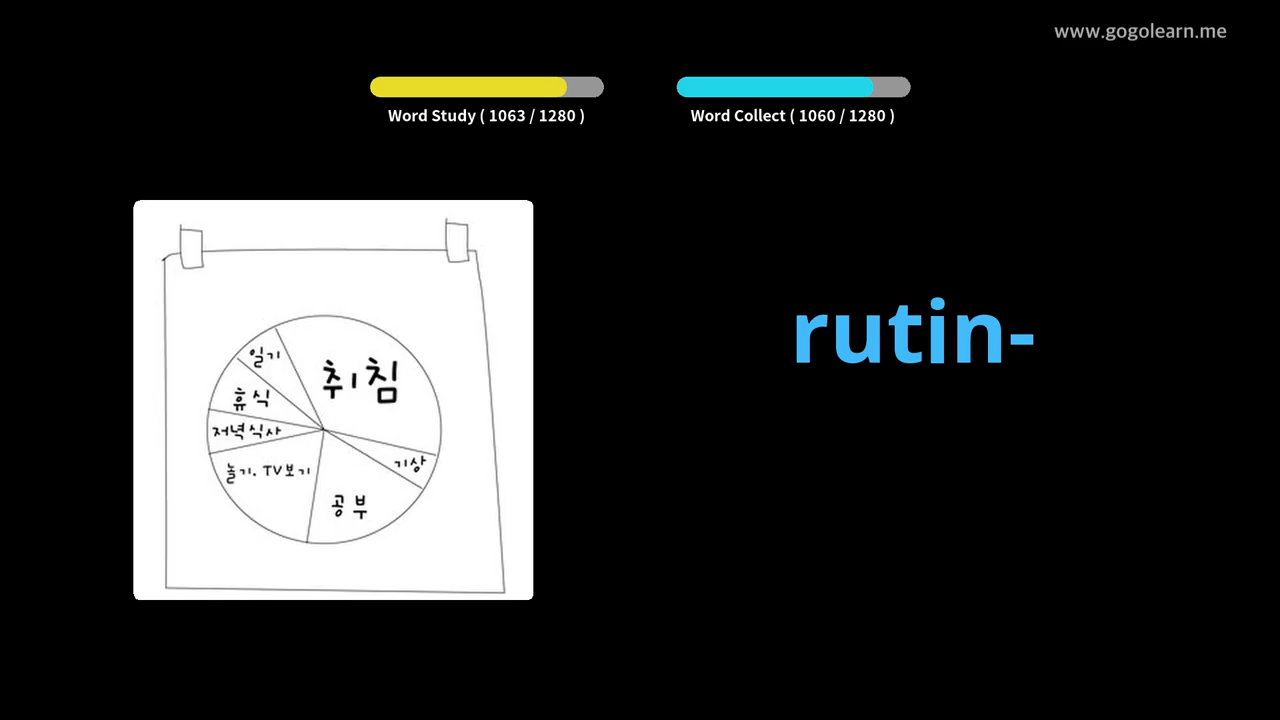 www.gogolearn.me
Word Study ( 1063 / 1280 )
Word Collect ( 1060 / 1280 )
일기
취침
휴식
저녁식사
기상
놀기. TV보기
공부
rutin-